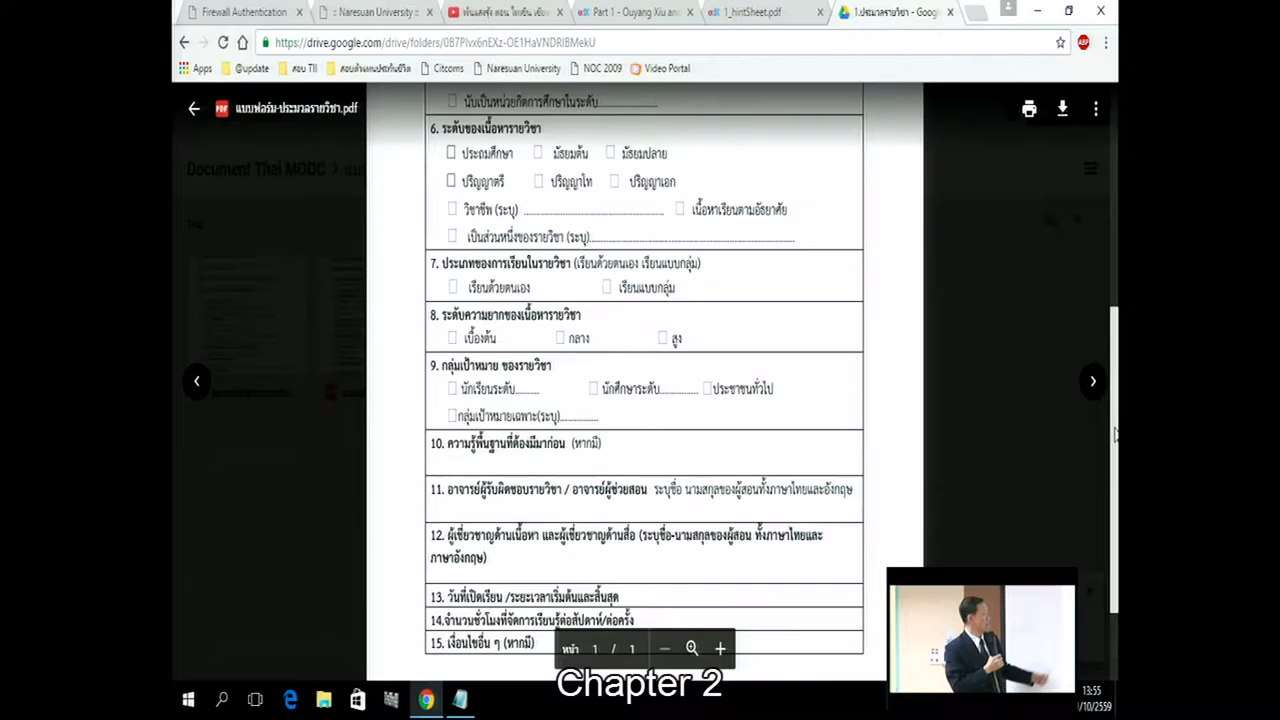 Firewall Authentication
:: Naresuan University ::
Part 1 - Ouyang Xiu and
1_hintSheet.pdf
1.ประมวลรายวิชา - Goog
https://drive.google.com/drive/folders/0B7PIvx6nEXz-OE1HaVNDRlBMekU
ABP
Apps
@update
สอบ TII
สอบตำแหน่งประกันชีวิต
Citcoms
Naresuan University
NOC 2009
Video Portal
PDF แบบฟอร์ม-ประมวลรายวิชา.pdf
Document Thai MOOC
นับเป็นหน่วยกิตการศึกษาในระดับ
6. ระดับของเนื้อหารายวิชา
ประถมศึกษา มัธยมต้น มัธยมปลาย
ปริญญาตรี ปริญญาโท ปริญญาเอก
วิชาชีพ (ระบุ) เนื้อหาเรียนตามอัธยาศัย
เป็นส่วนหนึ่งของรายวิชา (ระบุ)
7. ประเภทของการเรียนในรายวิชา (เรียนด้วยตนเอง เรียนแบบกลุ่ม)
เรียนด้วยตนเอง เรียนแบบกลุ่ม
8. ระดับความยากของเนื้อหารายวิชา
เบื้องต้น กลาง สูง
9. กลุ่มเป้าหมาย ของรายวิชา
นักเรียนระดับ......... นักศึกษาระดับ............. ประชาชนทั่วไป
กลุ่มเป้าหมายเฉพาะ(ระบุ)
10. ความรู้พื้นฐานที่ต้องมีมาก่อน (หากมี)
11. อาจารย์ผู้รับผิดชอบรายวิชา / อาจารย์ผู้ช่วยสอน ระบุชื่อ นามสกุลของผู้สอนทั้งภาษาไทยและอังกฤษ
12. ผู้เชี่ยวชาญด้านเนื้อหา และผู้เชี่ยวชาญด้านสื่อ (ระบุชื่อ-นามสกุลของผู้สอน ทั้งภาษาไทยและ
ภาษาอังกฤษ)
13. วันที่เปิดเรียน /ระยะเวลาเริ่มต้นและสิ้นสุด
14.จำนวนชั่วโมงที่จัดการเรียนรู้ต่อสัปดาห์/ต่อครั้ง
15. เงื่อนไขอื่น ๆ (หากมี)
หน้า 1 / 1
Chapter 2
13:55
/10/2559